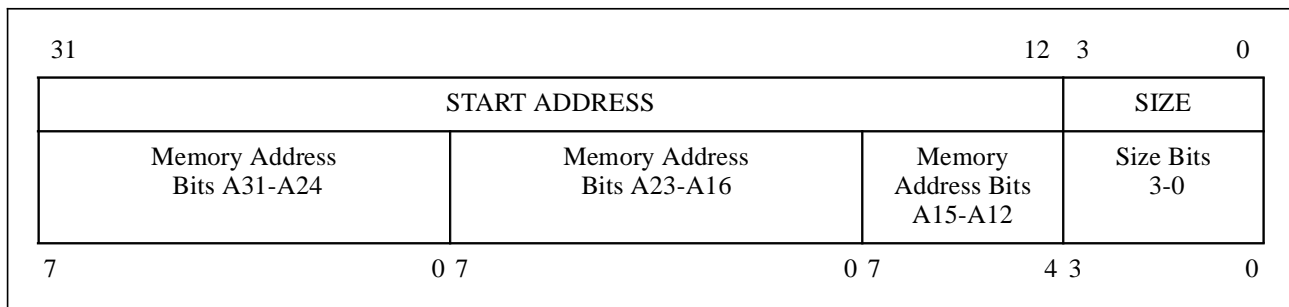 31 12 3 0
START ADDRESS SIZE
Memory Address Memory Address Memory Size Bits
Bits A31-A24 Bits A23-A16 Address Bits 3-0
A15-A12
7 0 7 0 7 4 3 0